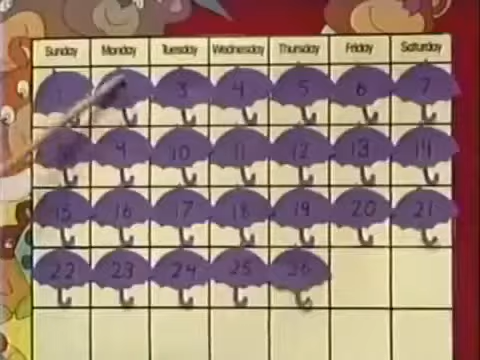 Sunday Monday Tuesday Wednesday Thursday Friday Saturday
1 3 4 5 6 7
9 10 11 12 13 14
15 16 17 18 19 20 21
22 23 24 25 26